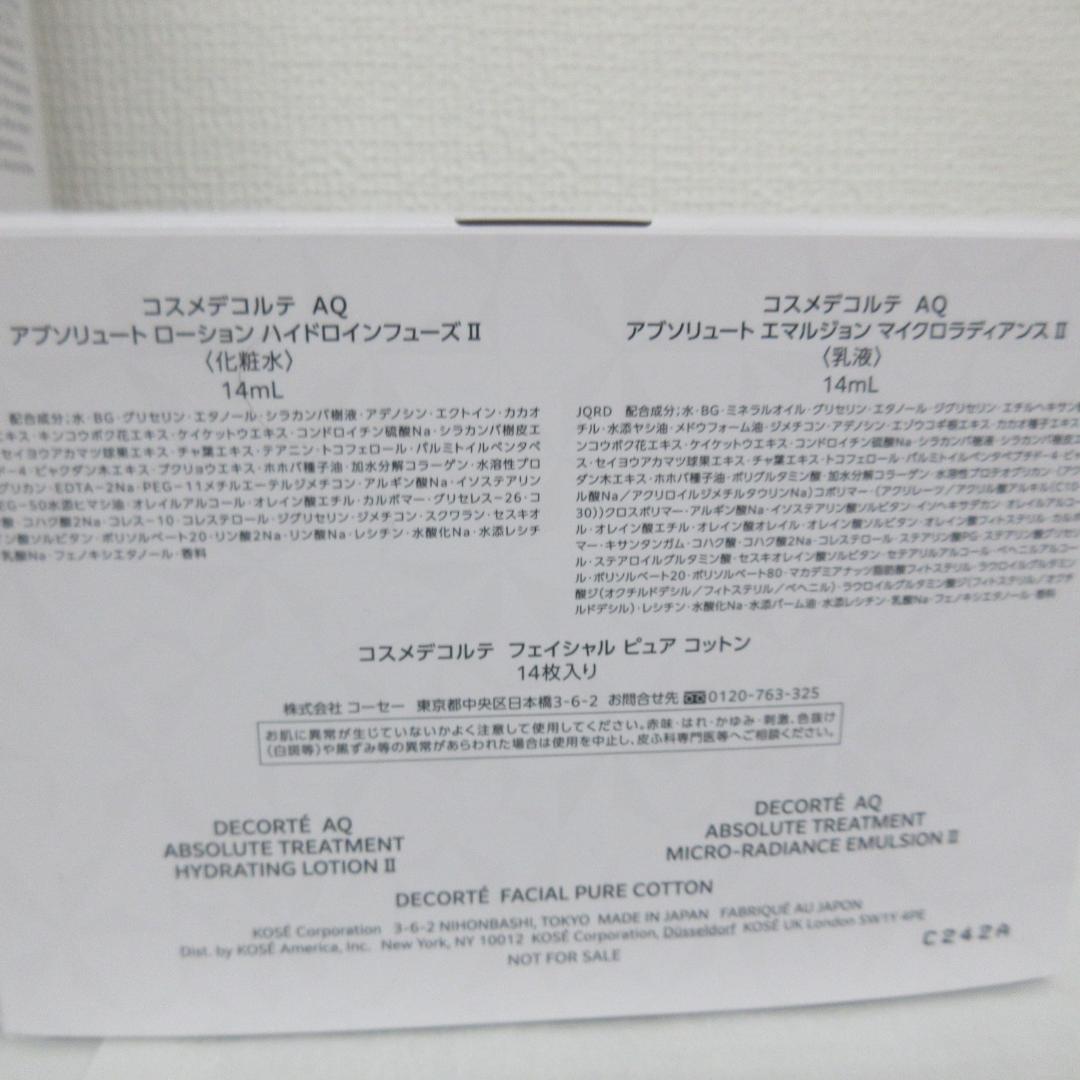 コスメデコルテ AQ
アブソリュート ローション ハイドロインフューズ Ⅱ
〈化粧水〉
14mL
配合成分;水・BG・グリセリン・エタノール・シラカンバ樹液・アデノシン・エクトイン・カカオ
エキス・キンコウボク花エキス・ケイケットウエキス・コンドロイチン硫酸Na・シラカンバ樹皮エ
セイヨウアカマツ球果エキス・チャ葉エキス・テアニン・トコフェロール・パルミトイルペンタペ
デ-4・ビャクダン木エキス・ブクリョウエキス・ホホバ種子油・加水分解コラーゲン・水溶性プロ
グリカン・EDTA-2Na・PEG-11メチルエーテルジメチコン・アルギン酸Na・イソステアリン
EG-50水添ヒマシ油・オレイルアルコール・オレイン酸エチル・カルボマー・グリセレス-26・コ
酸・コハク酸2Na・コレス-10・コレステロール・ジグリセリン・ジメチコン・スクワラン・セスキオ
ン酸ソルビタン・ポリソルベート20・リン酸2Na・リン酸Na・レシチン・水酸化Na・水添レシチ
乳酸Na・フェノキシエタノール・香料
コスメデコルテ AQ
アブソリュート エマルジョン マイクロラディアンス Ⅱ
〈乳液〉
14mL
JQRD 配合成分;水・BG・ミネラルオイル・グリセリン・エタノール・ジグリセリン・エチルヘキサン
チル・水添ヤシ油・メドウフォーム油・ジメチコン・アデノシン・エゾウコギ根エキス・カカオ種子エキス
ンコウボク花エキス・ケイケットウエキス・コンドロイチン硫酸Na・シラカンバ樹液・シラカンバ樹皮エ
ス・セイヨウアカマツ球果エキス・チャ葉エキス・トコフェロール・パルミトイルペンタペプチド-4・ビャ
ダン木エキス・ホホバ種子油・ポリグルタミン酸・加水分解コラーゲン・水溶性プロテオグリカン・(アク
ル酸Na/アクリロイルジメチルタウリンNa)コポリマー・(アクリレーツ/アクリル酸アルキル(C10-
30))クロスポリマー・アルギン酸Na・イソステアリン酸ソルビタン・イソヘキサデカン・オレイルアルコー
ル・オレイン酸エチル・オレイン酸オレイル・オレイン酸ソルビタン・オレイン酸フィトステリル・カルボ
マー・キサンタンガム・コハク酸・コハク酸2Na・コレステロール・ステアリン酸PG・ステアリン酸グリセリ
ル・ステアロイルグルタミン酸・セスキオレイン酸ソルビタン・セテアリルアルコール・ベヘニルアルコー
ル・ポリソルベート20・ポリソルベート80・マカデミアナッツ脂肪酸フィトステリル・ラウロイルグルタミン
酸ジ(オクチルドデシル/フィトステリル/ベヘニル)・ラウロイルグルタミン酸ジ(フィトステリル/オクチ
ルドデシル)・レシチン・水酸化Na・水添パーム油・水添レシチン・乳酸Na・フェノキシエタノール・香料
コスメデコルテ フェイシャル ピュア コットン
14枚入り
株式会社 コーセー 東京都中央区日本橋3-6-2 お問合せ先 0120-763-325
お肌に異常が生じていないかよく注意して使用してください。赤味・はれ・かゆみ・刺激、色抜け
(白斑等)や黒ずみ等の異常があらわれた場合は使用を中止し、皮ふ科専門医等へご相談ください。
DECORTÉ AQ
ABSOLUTE TREATMENT
HYDRATING LOTION Ⅱ
DECORTÉ AQ
ABSOLUTE TREATMENT
MICRO-RADIANCE EMULSION Ⅱ
DECORTÉ FACIAL PURE COTTON
KOSÉ Corporation 3-6-2 NIHONBASHI, TOKYO MADE IN JAPAN FABRIQUÉ AU JAPON
Dist. by KOSÉ America, Inc. New York, NY 10012 KOSÉ Corporation, Düsseldorf KOSÉ UK London SW1Y 4PE
NOT FOR SALE
C242A